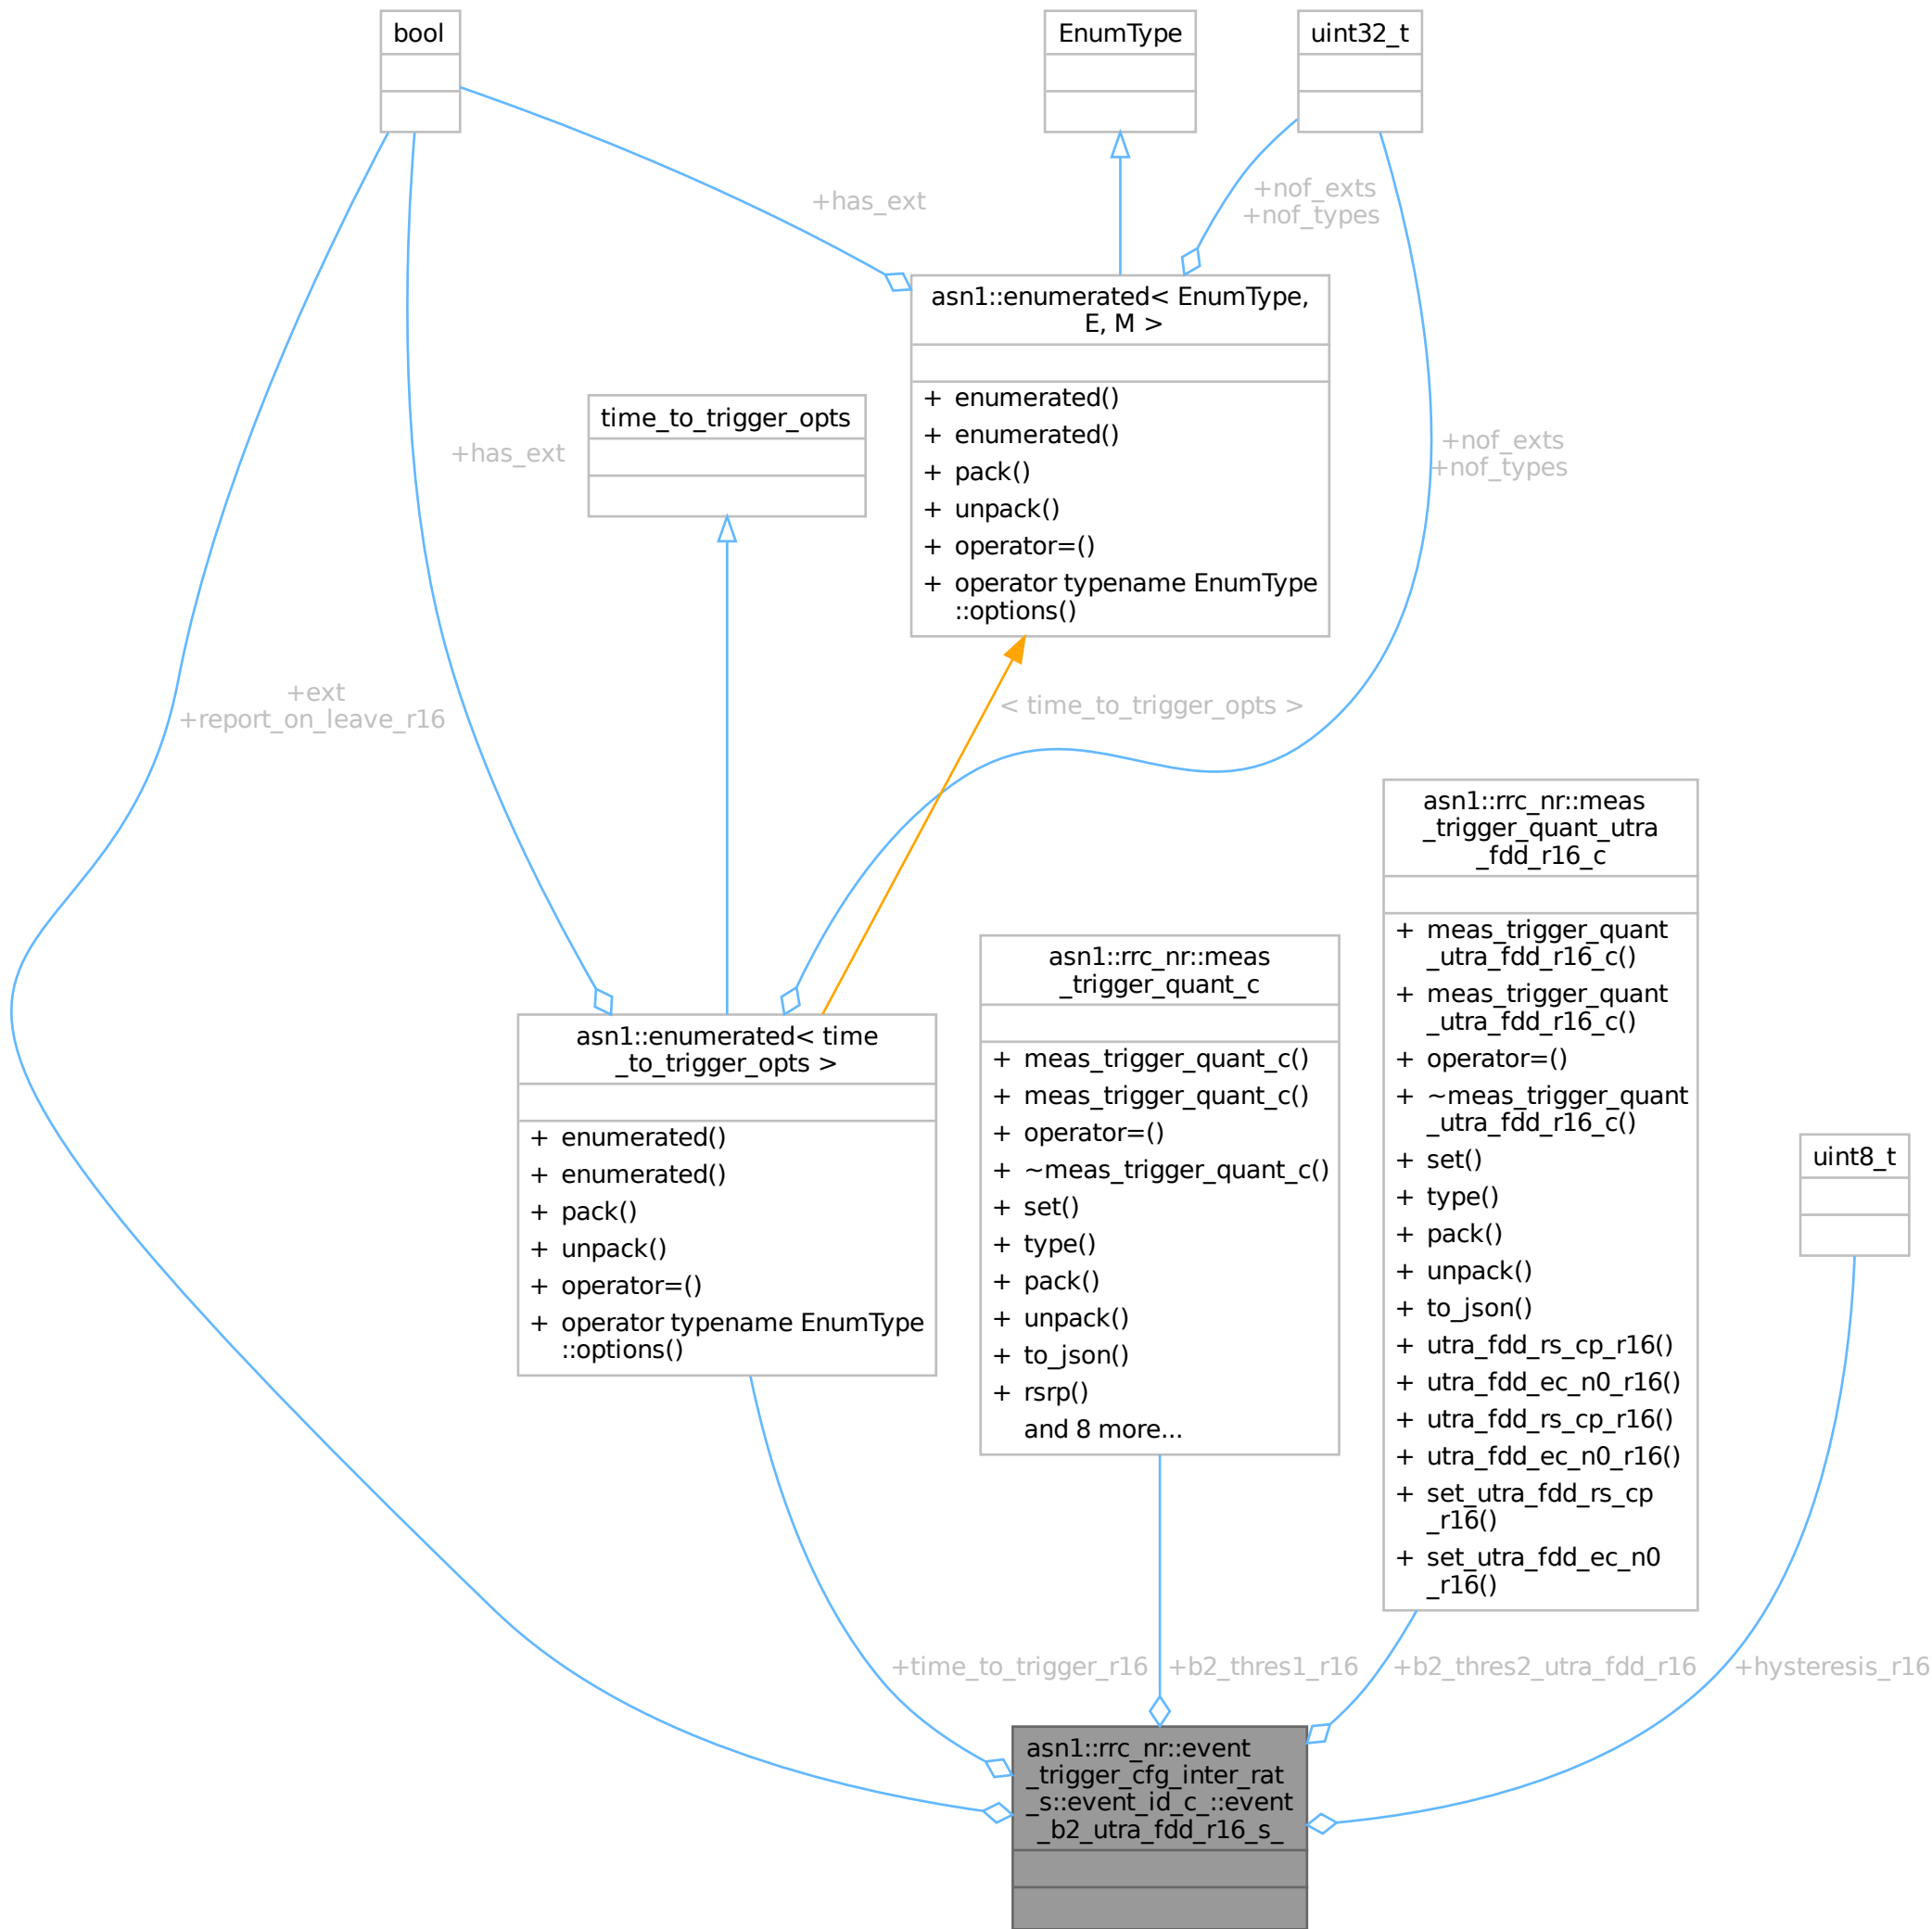 bool
EnumType
uint32_t
+has_ext
+nof_exts
+nof_types
asn1::enumerated< EnumType,
E, M >
+ enumerated()
+ enumerated()
+ pack()
+ unpack()
+ operator=()
+ operator typename EnumType
::options()
time_to_trigger_opts
+has_ext
+nof_exts
+nof_types
+ext
+report_on_leave_r16
< time_to_trigger_opts >
asn1::enumerated< time
_to_trigger_opts >
+ enumerated()
+ enumerated()
+ pack()
+ unpack()
+ operator=()
+ operator typename EnumType
::options()
asn1::rrc_nr::meas
_trigger_quant_c
+ meas_trigger_quant_c()
+ meas_trigger_quant_c()
+ operator=()
+ ~meas_trigger_quant_c()
+ set()
+ type()
+ pack()
+ unpack()
+ to_json()
+ rsrp()
and 8 more...
asn1::rrc_nr::meas
_trigger_quant_utra
_fdd_r16_c
+ meas_trigger_quant
_utra_fdd_r16_c()
+ meas_trigger_quant
_utra_fdd_r16_c()
+ operator=()
+ ~meas_trigger_quant
_utra_fdd_r16_c()
+ set()
+ type()
+ pack()
+ unpack()
+ to_json()
+ utra_fdd_rs_cp_r16()
+ utra_fdd_ec_n0_r16()
+ utra_fdd_rs_cp_r16()
+ utra_fdd_ec_n0_r16()
+ set_utra_fdd_rs_cp
_r16()
+ set_utra_fdd_ec_n0
_r16()
uint8_t
+time_to_trigger_r16
+b2_thres1_r16
+b2_thres2_utra_fdd_r16
+hysteresis_r16
asn1::rrc_nr::event
_trigger_cfg_inter_rat
_s::event_id_c_::event
_b2_utra_fdd_r16_s_